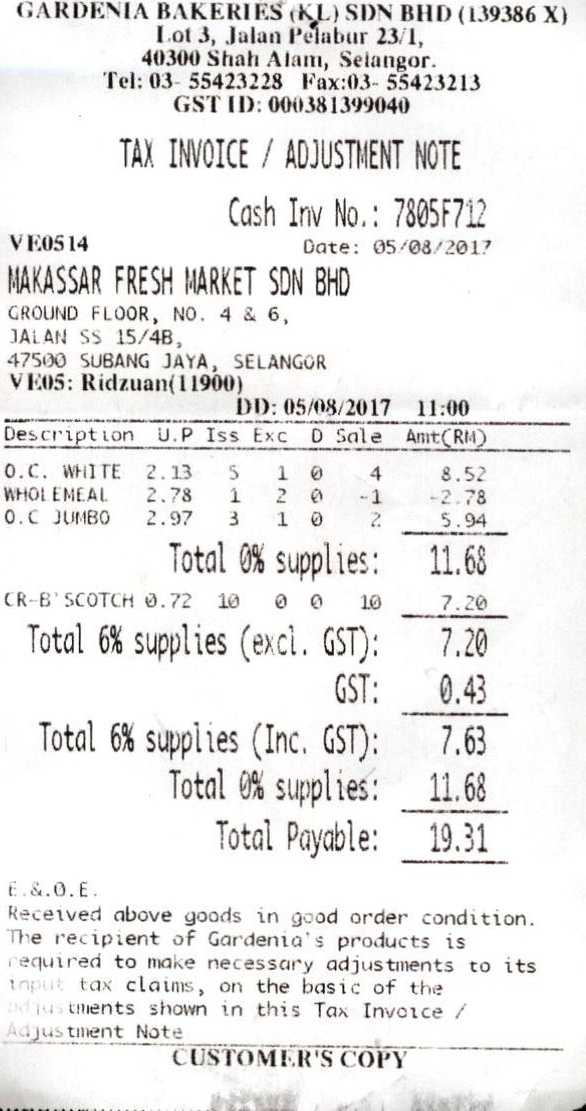 GARDENIA BAKERIES (KL) SDN BHD (139386 X)
Lot 3, Jalan Pelabur 23/1,
40300 Shah Alam, Selangor.
Tel: 03- 55423228 Fax:03- 55423213
GST ID: 000381399040
TAX INVOICE / ADJUSTMENT NOTE
Cash Inv No.: 7805F712
VE0514 Date: 05/08/2017
MAKASSAR FRESH MARKET SDN BHD
GROUND FLOOR, NO. 4 & 6,
JALAN SS 15/4B,
47500 SUBANG JAYA, SELANGOR
VE05: Ridzuan(11900)
DD: 05/08/2017 11:00
Description U.P Iss Exc D Sale Amt(RM)
O.C. WHITE 2.13 5 1 0 4 8.52
WHOLEMEAL 2.78 1 2 0 -1 -2.78
O.C JUMBO 2.97 3 1 0 2 5.94
Total 0% supplies: 11.68
CR-B'SCOTCH 0.72 10 0 0 10 7.20
Total 6% supplies (excl. GST): 7.20
GST: 0.43
Total 6% supplies (Inc. GST): 7.63
Total 0% supplies: 11.68
Total Payable: 19.31
E.&.O.E.
Received above goods in good order condition.
The recipient of Gardenia's products is
required to make necessary adjustments to its
input tax claims, on the basic of the
adjustments shown in this Tax Invoice /
Adjustment Note
CUSTOMER'S COPY